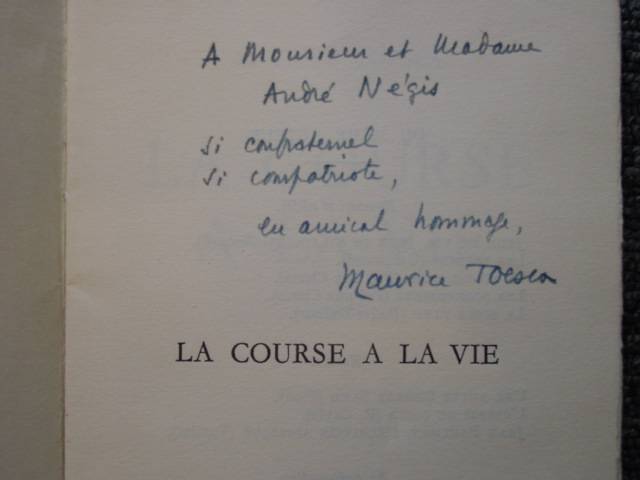 A Monsieur et Madame
André Négis
si confraternel
si compatriote,
en amical hommage,
Maurice Toesca
LA COURSE A LA VIE